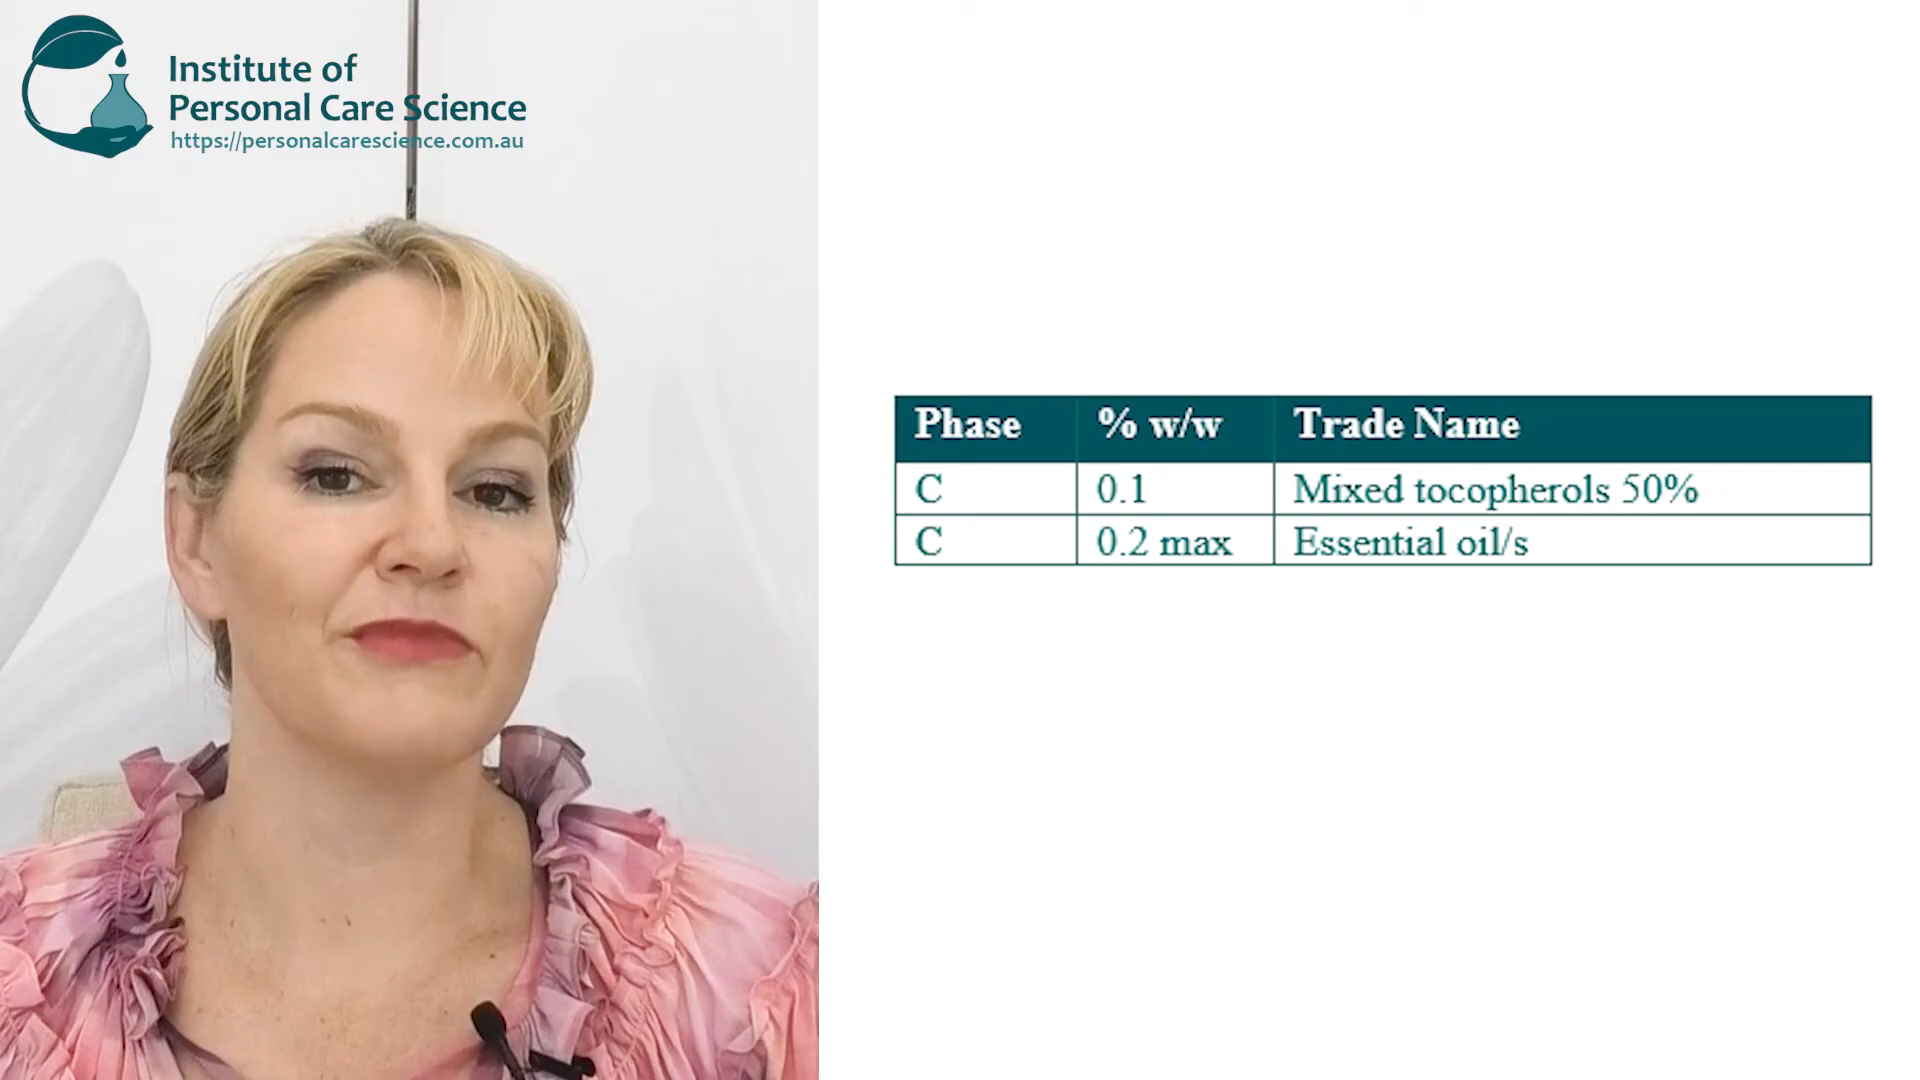 Institute of
Personal Care Science
https://personalcarescience.com.au
Phase % w/w Trade Name
C 0.1 Mixed tocopherols 50%
C 0.2 max Essential oil/s